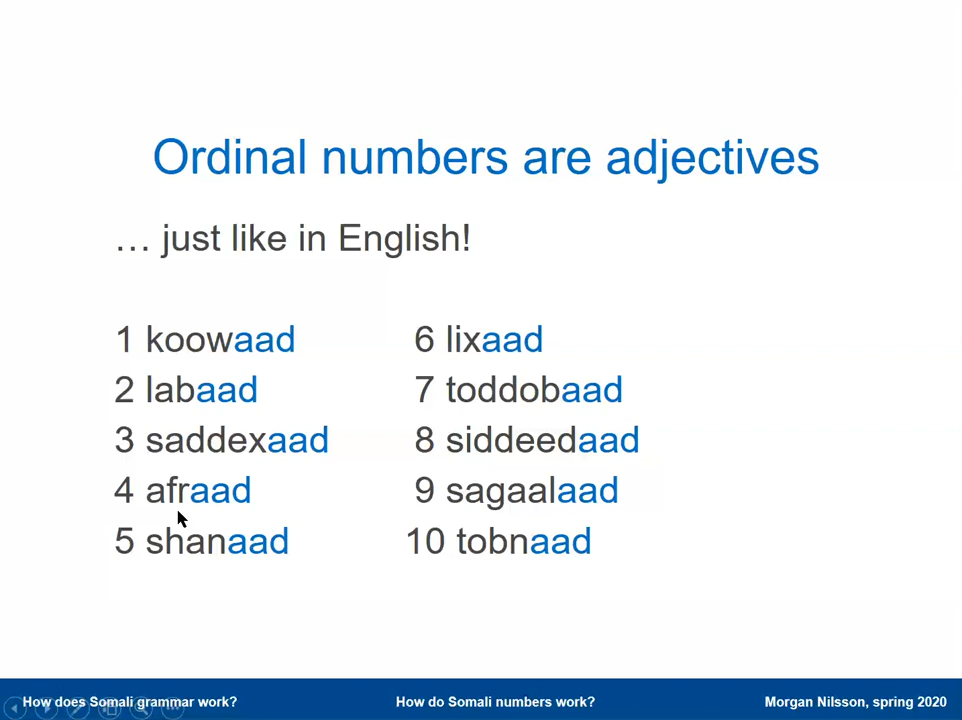 Ordinal numbers are adjectives
… just like in English!
1 koowaad
2 labaad
3 saddexaad
4 afraad
5 shanaad
6 lixaad
7 toddobaad
8 siddeedaad
9 sagaalaad
10 tobnaad
How does Somali grammar work?
How do Somali numbers work?
Morgan Nilsson, spring 2020